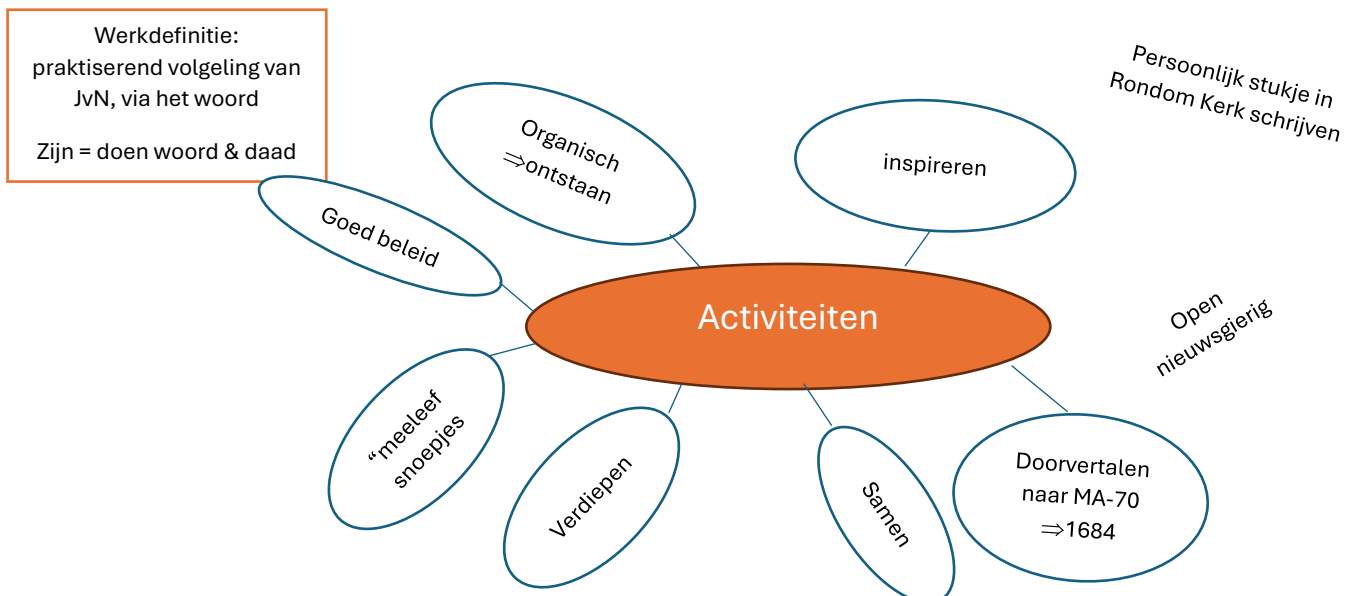 Werkdefinitie:
praktiserend volgeling van
JvN, via het woord
Zijn = doen woord & daad
Persoonlijk stukje in
Rondom Kerk schrijven
Organisch
⇒ontstaan
inspireren
Goed beleid
Activiteiten
Open
nieuwsgierig
“meeleef
snoepjes
Verdiepen
Samen
Doorvertalen
naar MA-70
⇒1684